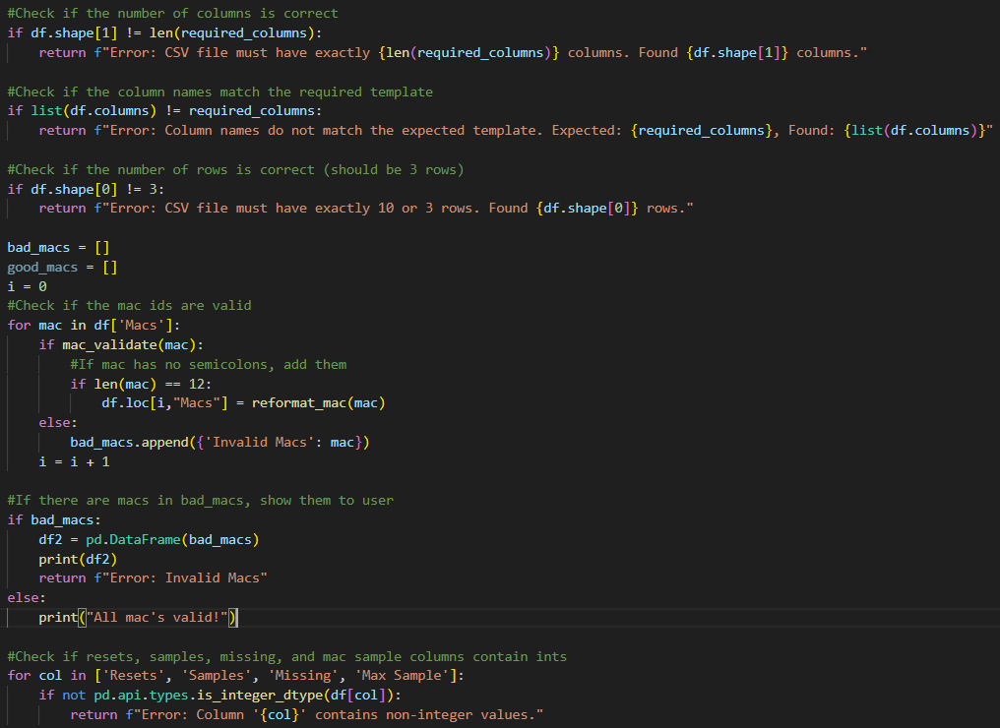 #Check if the number of columns is correct
if df.shape[1] != len(required_columns):
    return f"Error: CSV file must have exactly {len(required_columns)} columns. Found {df.shape[1]} columns."

#Check if the column names match the required template
if list(df.columns) != required_columns:
    return f"Error: Column names do not match the expected template. Expected: {required_columns}, Found: {list(df.columns)}"

#Check if the number of rows is correct (should be 3 rows)
if df.shape[0] != 3:
    return f"Error: CSV file must have exactly 10 or 3 rows. Found {df.shape[0]} rows."

bad_macs = []
good_macs = []
i = 0
#Check if the mac ids are valid
for mac in df['Macs']:
    if mac_validate(mac):
        #If mac has no semicolons, add them
        if len(mac) == 12:
            df.loc[i,"Macs"] = reformat_mac(mac)
    else:
        bad_macs.append({'Invalid Macs': mac})
    i = i + 1

#If there are macs in bad_macs, show them to user
if bad_macs:
    df2 = pd.DataFrame(bad_macs)
    print(df2)
    return f"Error: Invalid Macs"
else:
    print("All mac's valid!")

#Check if resets, samples, missing, and mac sample columns contain ints
for col in ['Resets', 'Samples', 'Missing', 'Max Sample']:
    if not pd.api.types.is_integer_dtype(df[col]):
        return f"Error: Column '{col}' contains non-integer values."